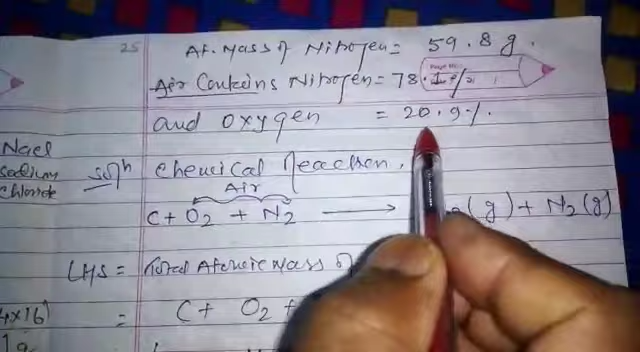 25 At. Mass of Nitrogen = 59.8 g.
Air Contains Nitrogen = 78.1 %
and oxygen = 20.9 %.
Nacl
sodium
chloride
soln chemical Reaction.
Air
C + O2 + N2 → (g) + N2 (g)
LHS = Total Atomic Mass of
4x16)
= C + O2 +